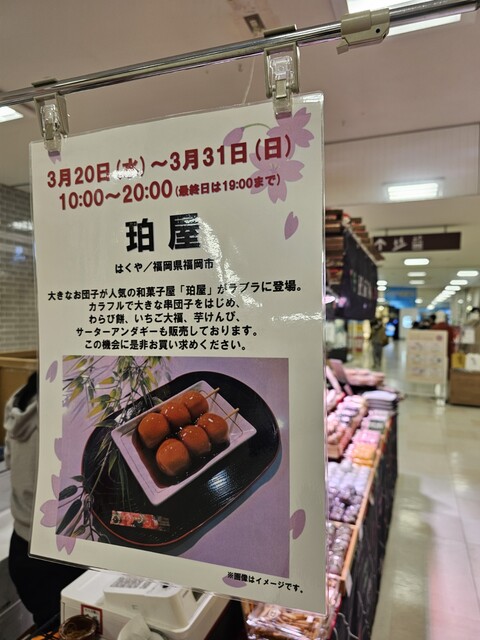 3月20日(水)～3月31日(日)
10:00～20:00(最終日は19:00まで)
珀屋
はくや／福岡県福岡市
大きなお団子が人気の和菓子屋「珀屋」がラブラに登場。
カラフルで大きな串団子をはじめ、
わらび餅、いちご大福、芋けんぴ、
サーターアンダギーも販売しております。
この機会に是非お買い求めください。
※画像はイメージです。